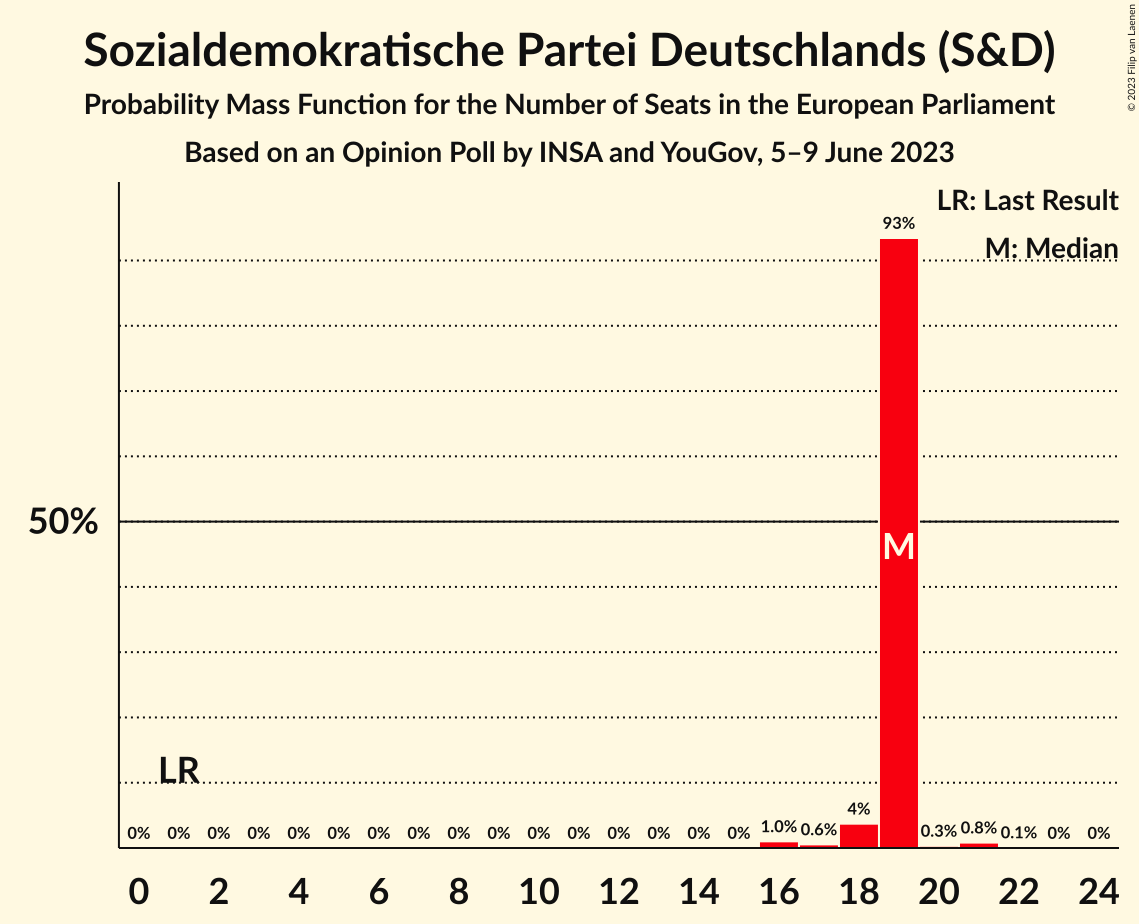 Sozialdemokratische Partei Deutschlands (S&D)
Probability Mass Function for the Number of Seats in the European Parliament
Based on an Opinion Poll by INSA and YouGov, 5–9 June 2023
© 2023 Filip van Laenen
LR: Last Result
M: Median
93%
50%
M
LR
4%
0% 0% 0% 0% 0% 0% 0% 0% 0% 0% 0% 0% 0% 0% 0% 0% 1.0% 0.6% 0.3% 0.8% 0.1% 0% 0%
0 2 4 6 8 10 12 14 16 18 20 22 24